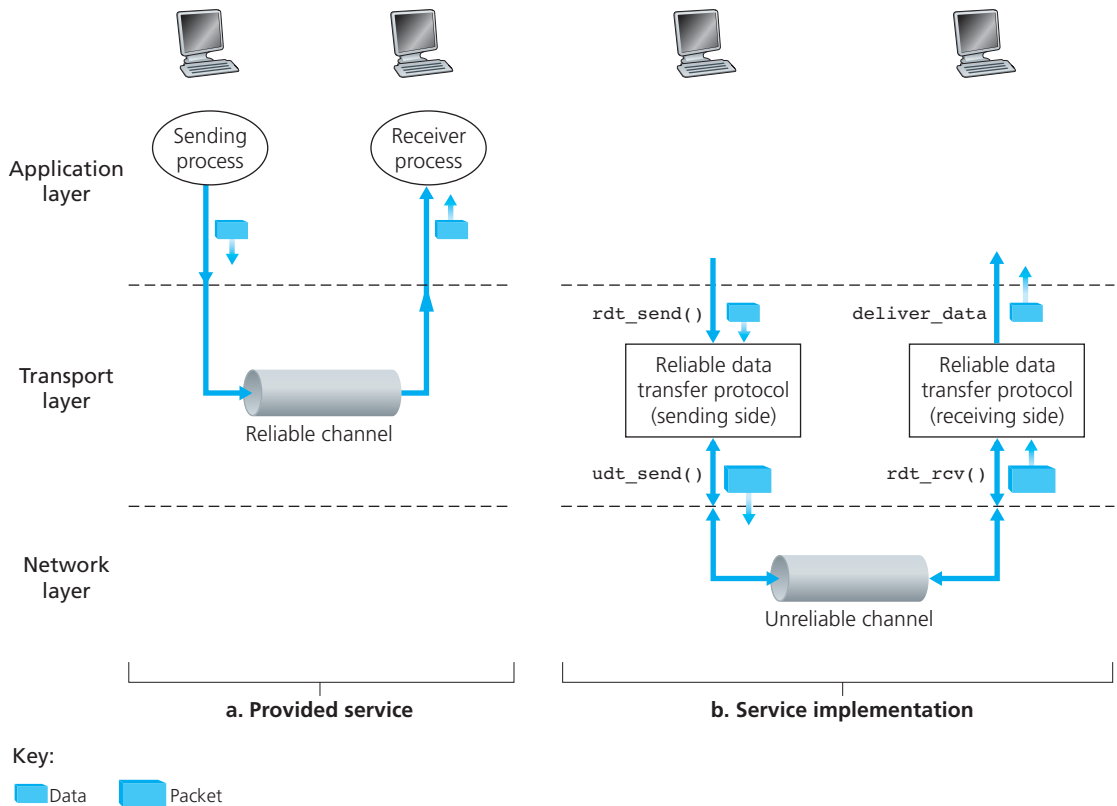 Sending
process
Receiver
process
Application
layer
rdt_send()
deliver_data
Transport
layer
Reliable channel
Reliable data
transfer protocol
(sending side)
Reliable data
transfer protocol
(receiving side)
udt_send()
rdt_rcv()
Network
layer
Unreliable channel
a. Provided service
b. Service implementation
Key:
Data
Packet